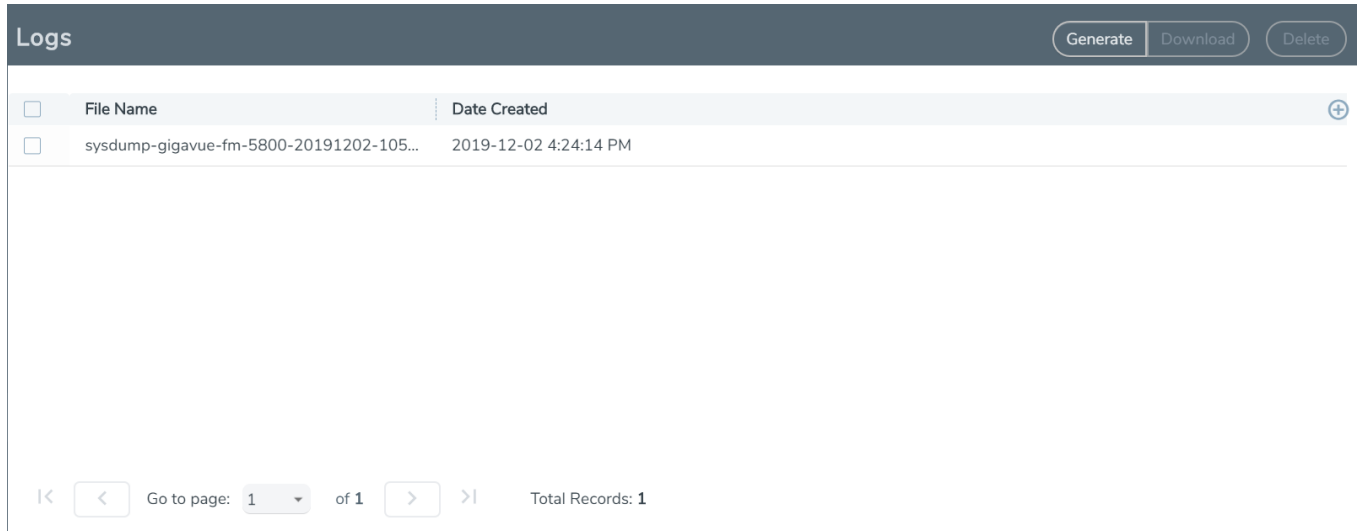 Logs Generate Download Delete
File Name Date Created
sysdump-gigavue-fm-5800-20191202-105... 2019-12-02 4:24:14 PM
Go to page: 1 of 1 Total Records: 1